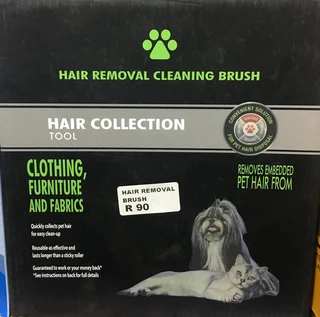 HAIR REMOVAL CLEANING BRUSH
CONVENIENT SOLUTION
FOR PET HAIR DISPOSAL
HAIR COLLECTION
TOOL
CLOTHING,
FURNITURE
AND FABRICS
REMOVES EMBEDDED
PET HAIR FROM
HAIR REMOVAL
BRUSH
R 90
Quickly collects pet hair
for easy clean-up
Reusable as effective and
lasts longer than a sticky roller
Guaranteed to work or your money back*
*See instructions on back for full details